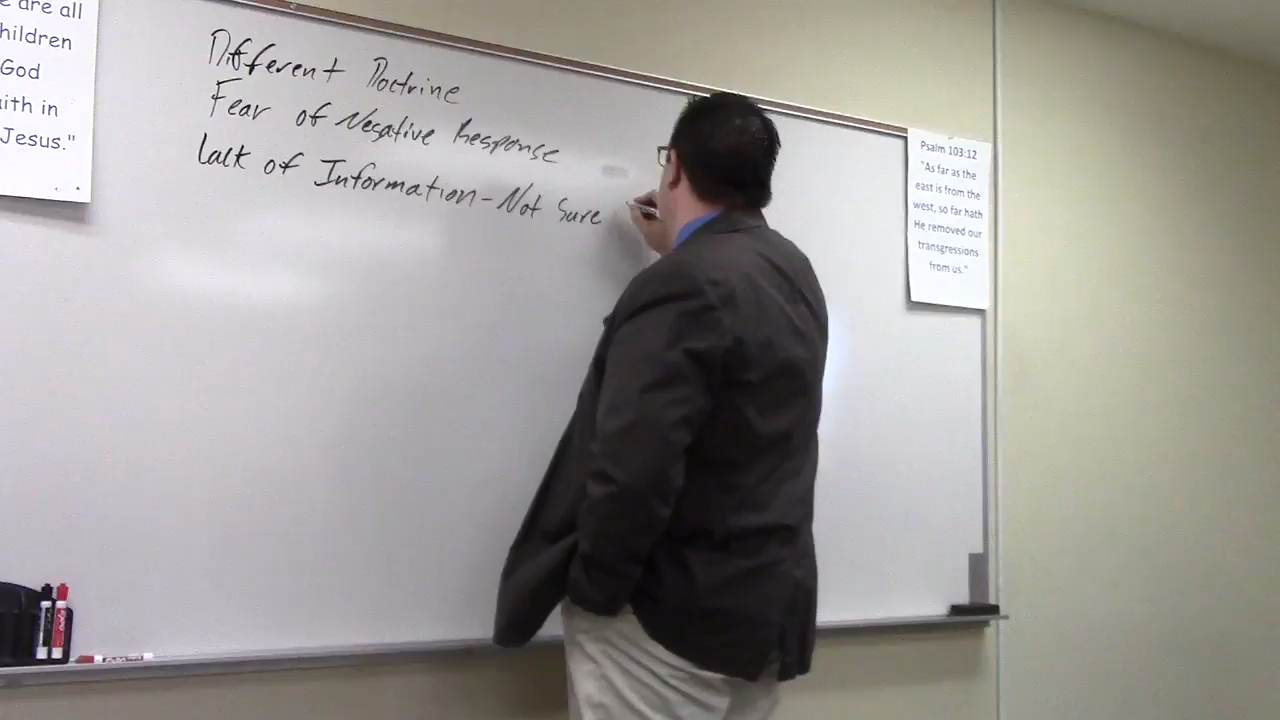 are all
hildren
God
ith in
Jesus."
Different Doctrine
Fear of Negative Response
Lack of Information - Not Sure
Psalm 103:12
"As far as the
east is from the
west, so far hath
He removed our
transgressions
from us."